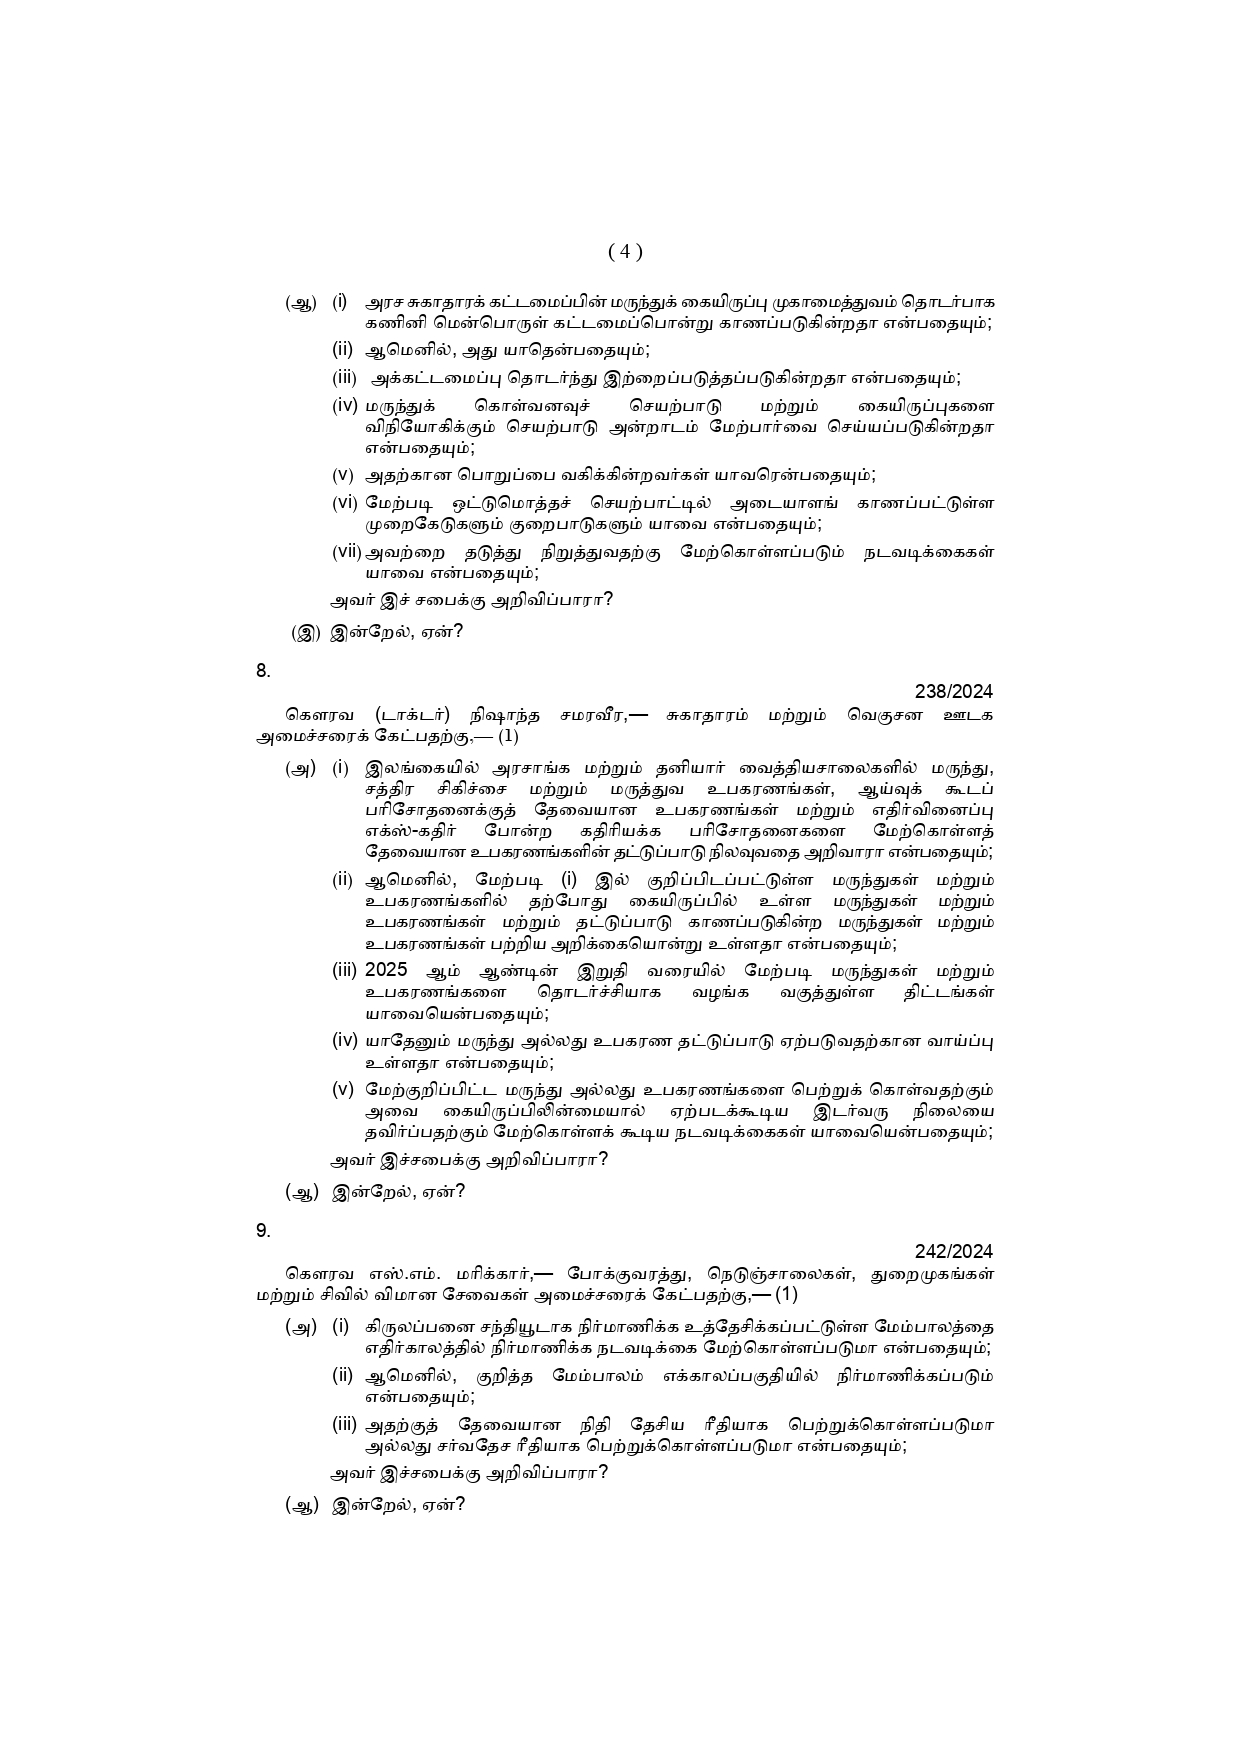 ( 4 )
(ஆ) (i) அரச சுகாதாரக் கட்டமைப்பின் மருந்துக் கையிருப்பு முகாமைத்துவம் தொடர்பாக
கணினி மென்பொருள் கட்டமைப்பொன்று காணப்படுகின்றதா என்பதையும்;
(ii) ஆமெனில், அது யாதென்பதையும்;
(iii) அக்கட்டமைப்பு தொடர்ந்து இற்றைப்படுத்தப்படுகின்றதா என்பதையும்;
(iv) மருந்துக் கொள்வனவுச் செயற்பாடு மற்றும் கையிருப்புகளை
விநியோகிக்கும் செயற்பாடு அன்றாடம் மேற்பார்வை செய்யப்படுகின்றதா
என்பதையும்;
(v) அதற்கான பொறுப்பை வகிக்கின்றவர்கள் யாவரென்பதையும்;
(vi) மேற்படி ஒட்டுமொத்தச் செயற்பாட்டில் அடையாளங் காணப்பட்டுள்ள
முறைகேடுகளும் குறைபாடுகளும் யாவை என்பதையும்;
(vii) அவற்றை தடுத்து நிறுத்துவதற்கு மேற்கொள்ளப்படும் நடவடிக்கைகள்
யாவை என்பதையும்;
அவர் இச் சபைக்கு அறிவிப்பாரா?
(இ) இன்றேல், ஏன்?
8.
238/2024
கௌரவ (டாக்டர்) நிஷாந்த சமரவீர,— சுகாதாரம் மற்றும் வெகுசன ஊடக
அமைச்சரைக் கேட்பதற்கு,— (1)
(அ) (i) இலங்கையில் அரசாங்க மற்றும் தனியார் வைத்தியசாலைகளில் மருந்து,
சத்திர சிகிச்சை மற்றும் மருத்துவ உபகரணங்கள், ஆய்வுக் கூடப்
பரிசோதனைக்குத் தேவையான உபகரணங்கள் மற்றும் எதிர்வினைப்பு
எக்ஸ்-கதிர் போன்ற கதிரியக்க பரிசோதனைகளை மேற்கொள்ளத்
தேவையான உபகரணங்களின் தட்டுப்பாடு நிலவுவதை அறிவாரா என்பதையும்;
(ii) ஆமெனில், மேற்படி (i) இல் குறிப்பிடப்பட்டுள்ள மருந்துகள் மற்றும்
உபகரணங்களில் தற்போது கையிருப்பில் உள்ள மருந்துகள் மற்றும்
உபகரணங்கள் மற்றும் தட்டுப்பாடு காணப்படுகின்ற மருந்துகள் மற்றும்
உபகரணங்கள் பற்றிய அறிக்கையொன்று உள்ளதா என்பதையும்;
(iii) 2025 ஆம் ஆண்டின் இறுதி வரையில் மேற்படி மருந்துகள் மற்றும்
உபகரணங்களை தொடர்ச்சியாக வழங்க வகுத்துள்ள திட்டங்கள்
யாவையென்பதையும்;
(iv) யாதேனும் மருந்து அல்லது உபகரண தட்டுப்பாடு ஏற்படுவதற்கான வாய்ப்பு
உள்ளதா என்பதையும்;
(v) மேற்குறிப்பிட்ட மருந்து அல்லது உபகரணங்களை பெற்றுக் கொள்வதற்கும்
அவை கையிருப்பிலின்மையால் ஏற்படக்கூடிய இடர்வரு நிலையை
தவிர்ப்பதற்கும் மேற்கொள்ளக் கூடிய நடவடிக்கைகள் யாவையென்பதையும்;
அவர் இச்சபைக்கு அறிவிப்பாரா?
(ஆ) இன்றேல், ஏன்?
9.
242/2024
கௌரவ எஸ்.எம். மரிக்கார்,— போக்குவரத்து, நெடுஞ்சாலைகள், துறைமுகங்கள்
மற்றும் சிவில் விமான சேவைகள் அமைச்சரைக் கேட்பதற்கு,— (1)
(அ) (i) கிருலப்பனை சந்தியூடாக நிர்மாணிக்க உத்தேசிக்கப்பட்டுள்ள மேம்பாலத்தை
எதிர்காலத்தில் நிர்மாணிக்க நடவடிக்கை மேற்கொள்ளப்படுமா என்பதையும்;
(ii) ஆமெனில், குறித்த மேம்பாலம் எக்காலப்பகுதியில் நிர்மாணிக்கப்படும்
என்பதையும்;
(iii) அதற்குத் தேவையான நிதி தேசிய ரீதியாக பெற்றுக்கொள்ளப்படுமா
அல்லது சர்வதேச ரீதியாக பெற்றுக்கொள்ளப்படுமா என்பதையும்;
அவர் இச்சபைக்கு அறிவிப்பாரா?
(ஆ) இன்றேல், ஏன்?